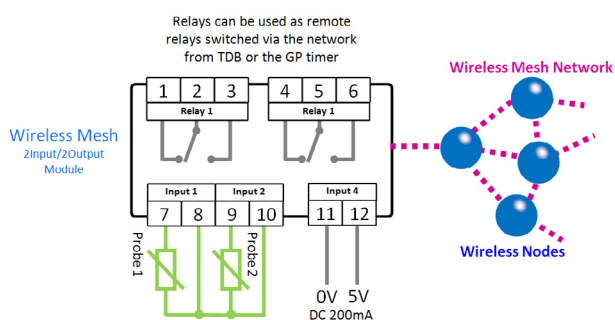 Relays can be used as remote
relays switched via the network
from TDB or the GP timer
1 2 3 4 5 6
Relay 1 Relay 1
Wireless Mesh Network
Wireless Mesh
2Input/2Output
Module
Input 1 Input 2 Input 4
7 8 9 10 11 12
Probe 1
Probe 2
Wireless Nodes
0V 5V
DC 200mA